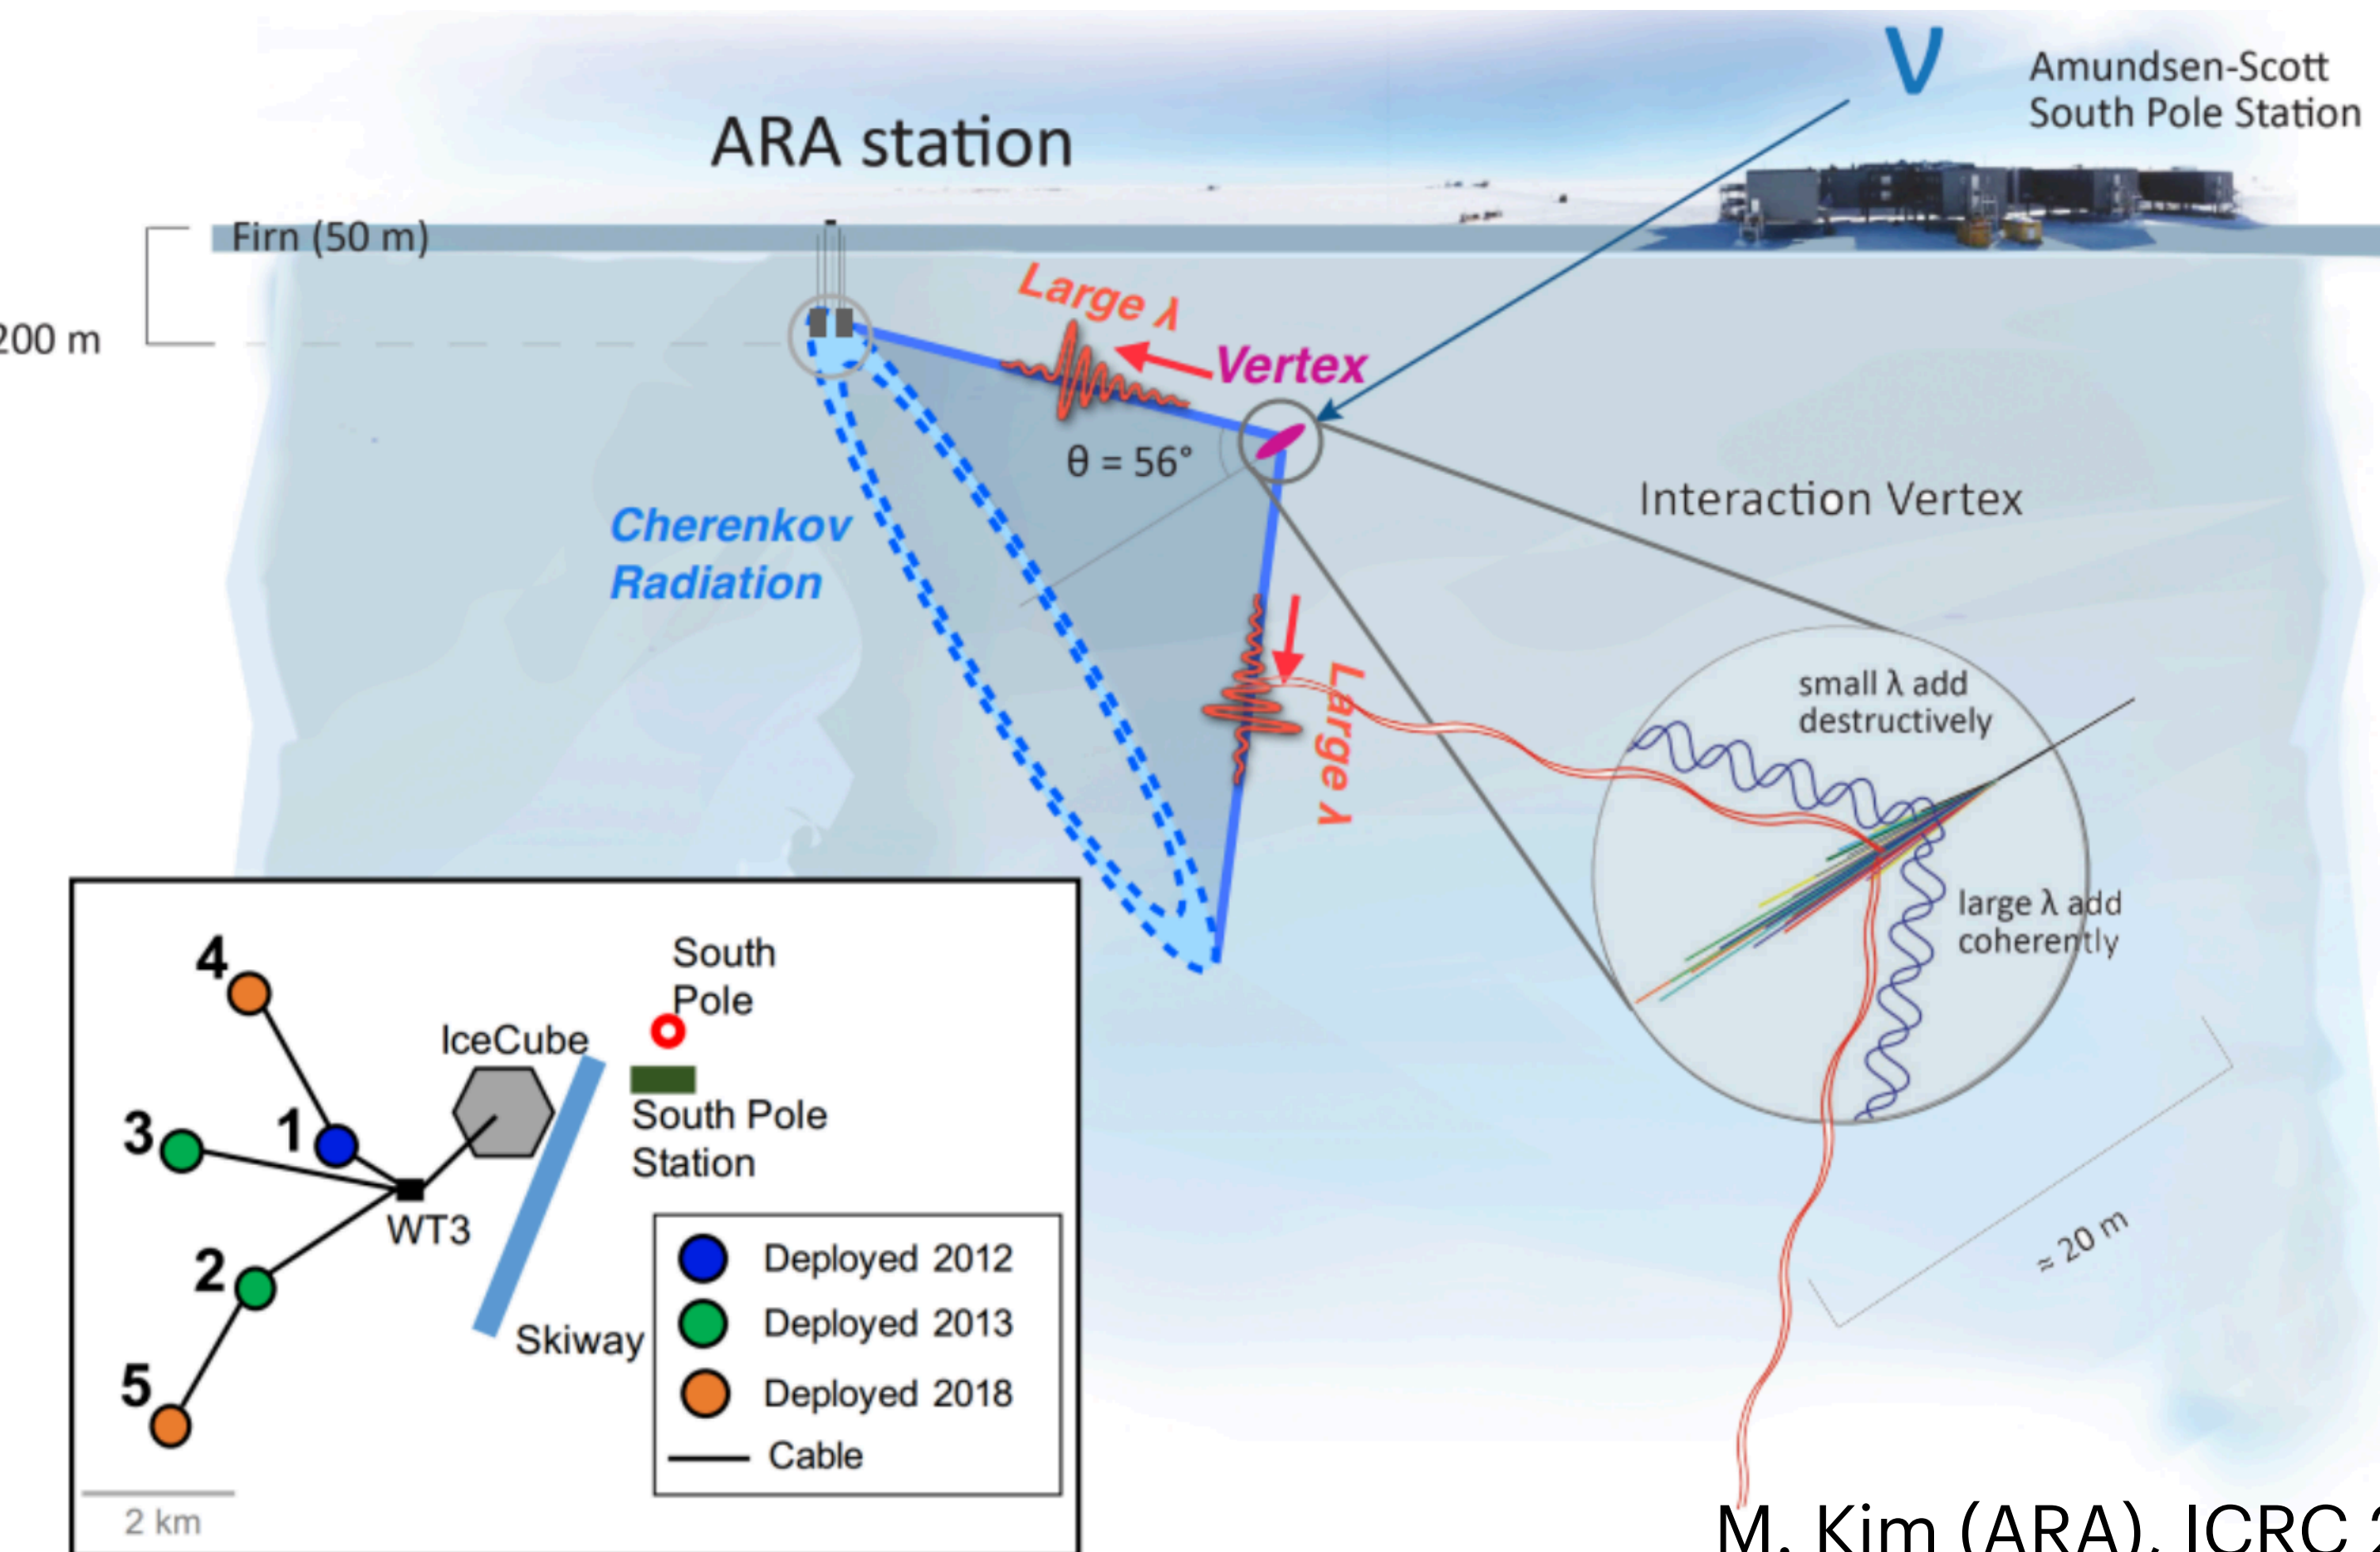 ν
Amundsen-Scott
South Pole Station
ARA station
Firn (50 m)
200 m
Large λ
Vertex
θ = 56°
Cherenkov
Radiation
Interaction Vertex
Large λ
small λ add
destructively
large λ add
coherently
≈ 20 m
4
South
Pole
IceCube
3
1
South Pole
Station
WT3
2
Skiway
5
Deployed 2012
Deployed 2013
Deployed 2018
Cable
2 km
M. Kim (ARA), ICRC